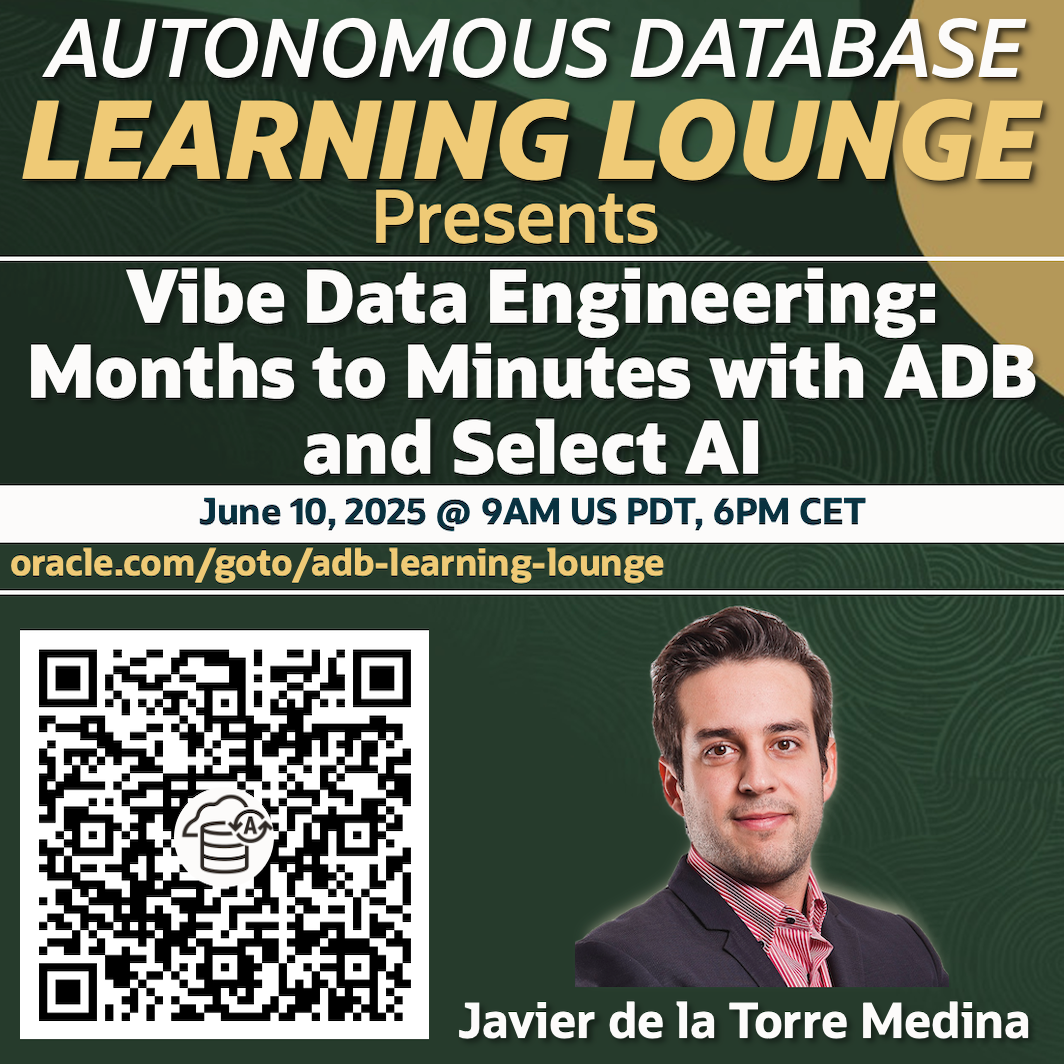 AUTONOMOUS DATABASE
LEARNING LOUNGE
Presents
Vibe Data Engineering:
Months to Minutes with ADB
and Select AI
June 10, 2025 @ 9AM US PDT, 6PM CET
oracle.com/goto/adb-learning-lounge
A
Javier de la Torre Medina